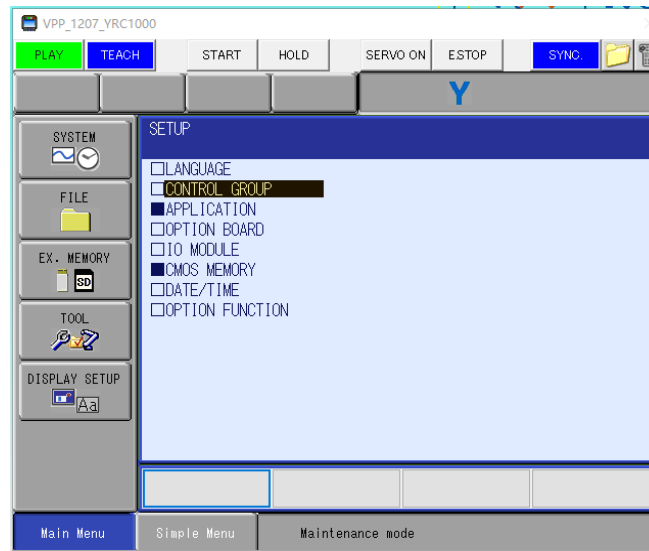 VPP_1207_YRC1000
PLAY TEACH START HOLD SERVO ON E.STOP SYNC.
Y
SYSTEM
FILE
EX. MEMORY
SD
TOOL
DISPLAY SETUP
Aa
SETUP
□LANGUAGE
□CONTROL GROUP
■APPLICATION
□OPTION BOARD
□IO MODULE
■CMOS MEMORY
□DATE/TIME
□OPTION FUNCTION
Main Menu Simple Menu Maintenance mode